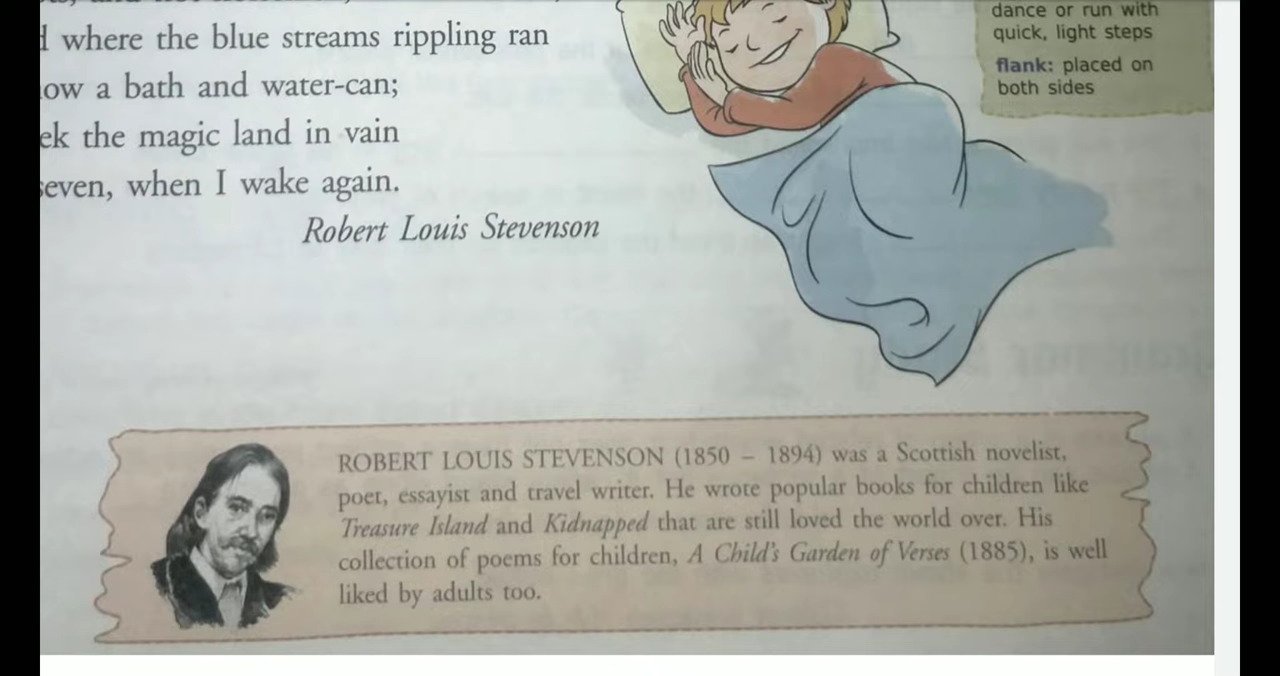 where the blue streams rippling ran
a bath and water-can;
the magic land in vain
seven, when I wake again.
Robert Louis Stevenson
dance or run with
quick, light steps
flank: placed on
both sides
ROBERT LOUIS STEVENSON (1850 – 1894) was a Scottish novelist,
poet, essayist and travel writer. He wrote popular books for children like
Treasure Island and Kidnapped that are still loved the world over. His
collection of poems for children, A Child's Garden of Verses (1885), is well
liked by adults too.